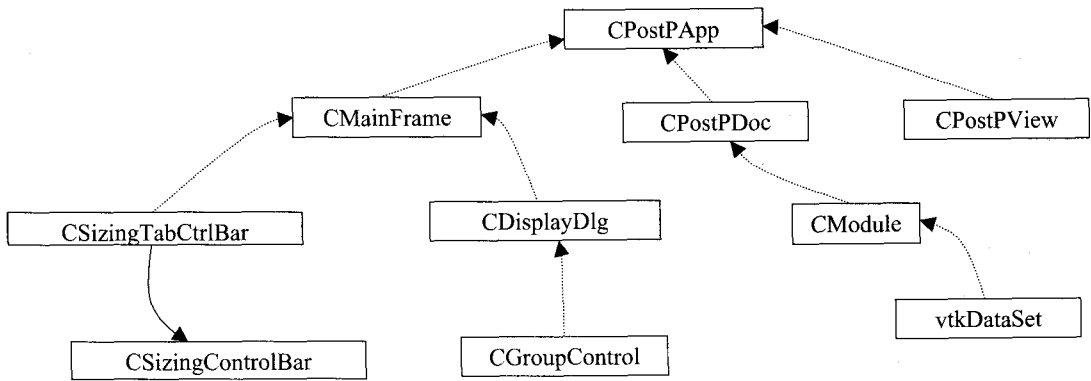 CPostPApp
CMainFrame
CPostPDoc
CPostPView
CSizingTabCtrlBar
CDisplayDlg
CModule
vtkDataSet
CSizingControlBar
CGroupControl